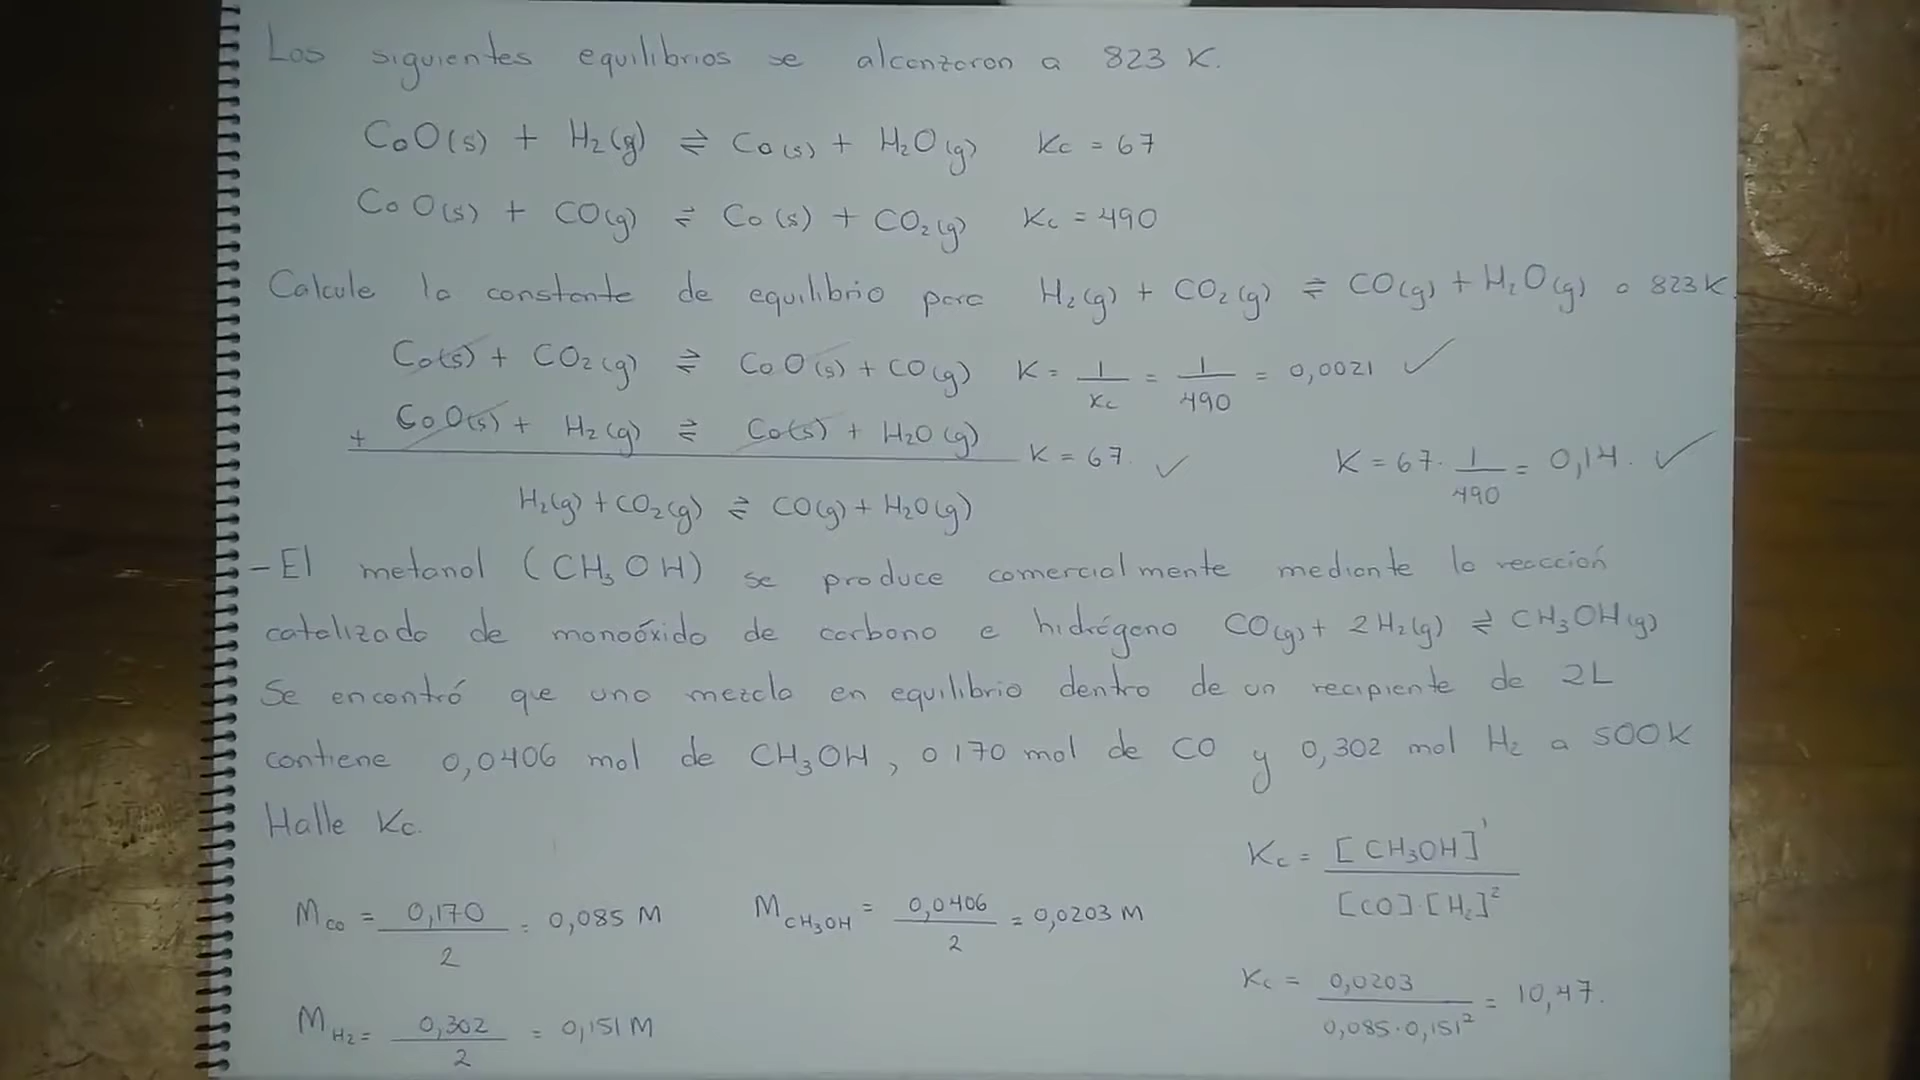 Los siguientes equilibrios se alcanzaron a 823 K.
CoO(s) + H₂(g) ⇌ Co(s) + H₂O(g) Kc = 67
CoO(s) + CO(g) ⇌ Co(s) + CO₂(g) Kc = 490
Calcule la constante de equilibrio para H₂(g) + CO₂(g) ⇌ CO(g) + H₂O(g) a 823K
Co(s) + CO₂(g) ⇌ CoO(s) + CO(g) K = 1/Kc = 1/490 = 0,0021 ✓
+ CoO(s) + H₂(g) ⇌ Co(s) + H₂O(g) K = 67. ✓ K = 67 · 1/490 = 0,14. ✓
H₂(g) + CO₂(g) ⇌ CO(g) + H₂O(g)
- El metanol (CH₃OH) se produce comercialmente mediante la reacción
catalizada de monoóxido de carbono e hidrógeno CO(g) + 2H₂(g) ⇌ CH₃OH(g)
Se encontró que una mezcla en equilibrio dentro de un recipiente de 2L
contiene 0,0406 mol de CH₃OH, 0170 mol de CO y 0,302 mol H₂ a 500K
Halle Kc.
Kc = [CH₃OH]¹ / [CO]·[H₂]²
M CO = 0,170 / 2 = 0,085 M M CH₃OH = 0,0406 / 2 = 0,0203 M
M H₂ = 0,302 / 2 = 0,151 M Kc = 0,0203 / 0,085·0,151² = 10,47.